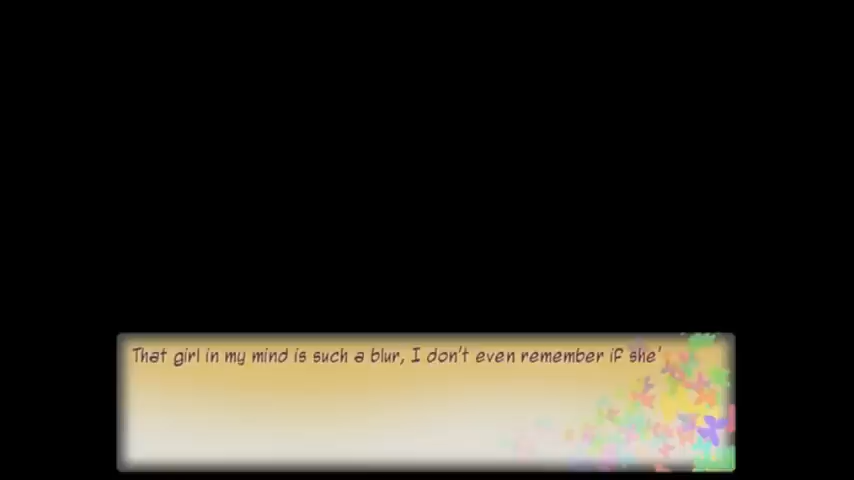 That girl in my mind is such a blur, I don't even remember if she'